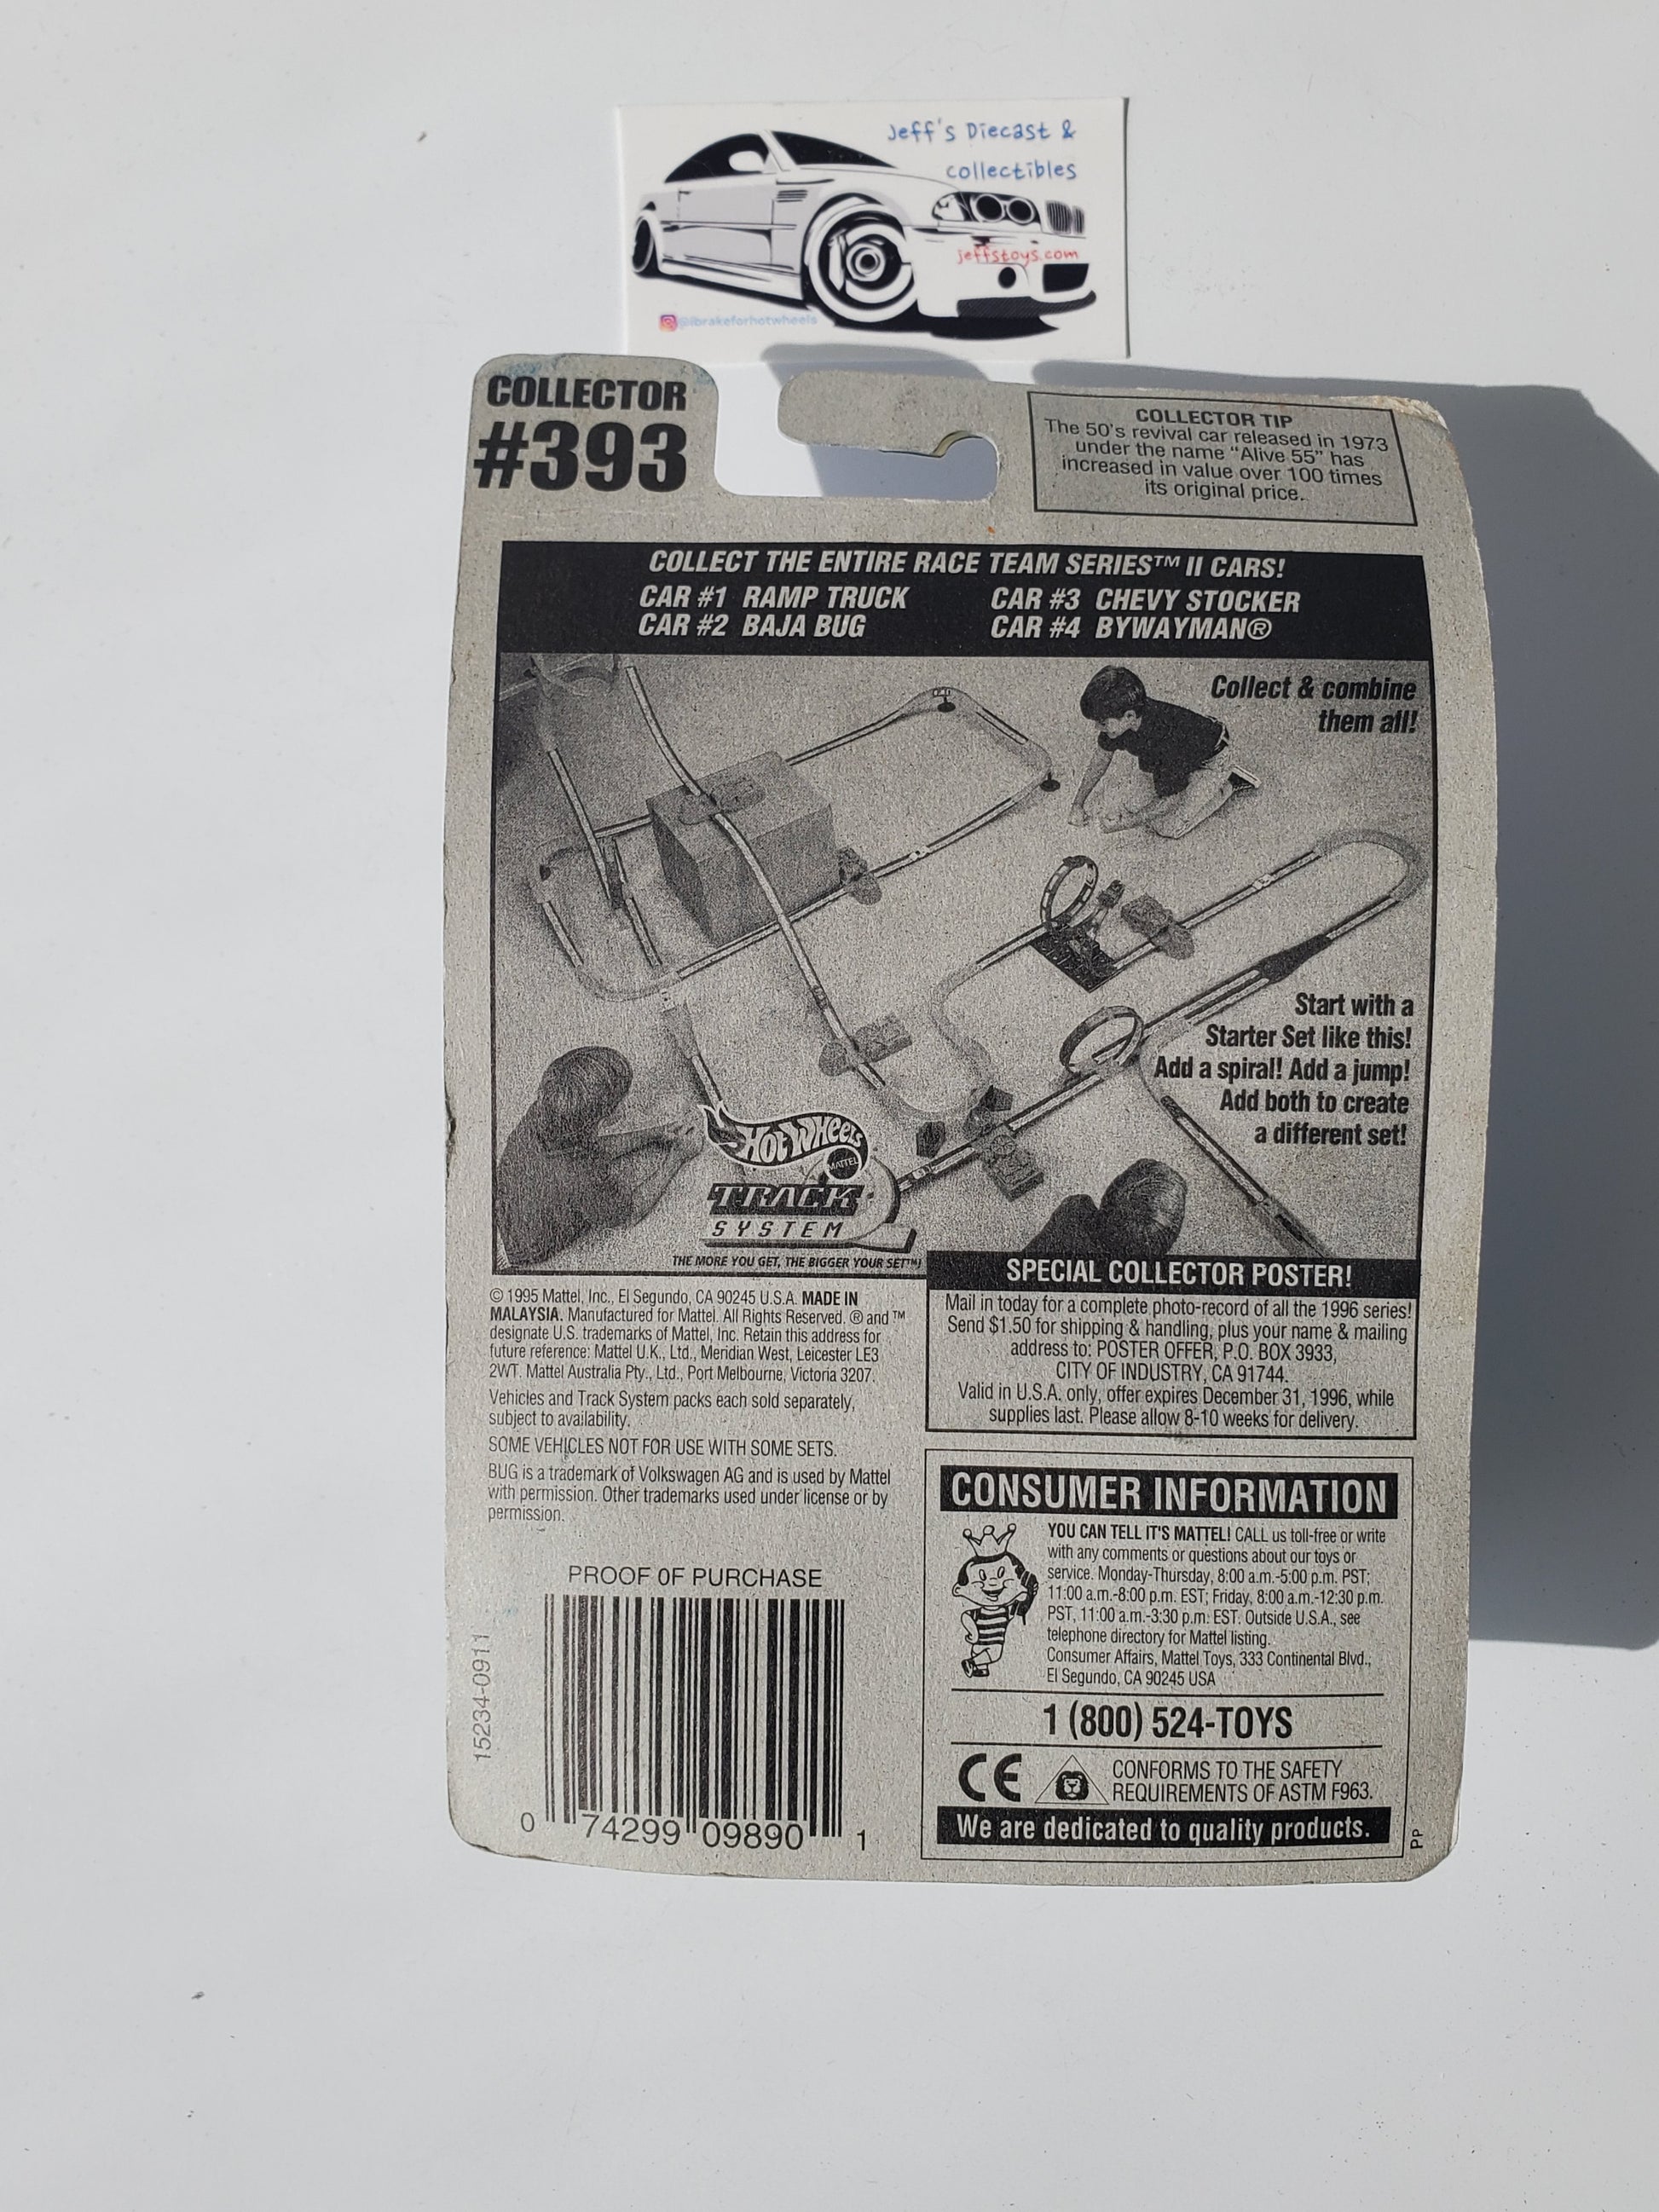 Jeff's Diecast &
collectibles
jeffstoys.com
@ibrakeforhotwheels
COLLECTOR
#393
COLLECTOR TIP
The 50's revival car released in 1973
under the name "Alive 55" has
increased in value over 100 times
its original price.
COLLECT THE ENTIRE RACE TEAM SERIES™ II CARS!
CAR #1 RAMP TRUCK
CAR #2 BAJA BUG
CAR #3 CHEVY STOCKER
CAR #4 BYWAYMAN®
Collect & combine
them all!
Start with a
Starter Set like this!
Add a spiral! Add a jump!
Add both to create
a different set!
HOT WHEELS
MATTEL
TRACK
SYSTEM
THE MORE YOU GET, THE BIGGER YOUR SET™!
© 1995 Mattel, Inc., El Segundo, CA 90245 U.S.A. MADE IN
MALAYSIA. Manufactured for Mattel. All Rights Reserved. ® and ™
designate U.S. trademarks of Mattel, Inc. Retain this address for
future reference: Mattel U.K., Ltd., Meridian West, Leicester LE3
2WT. Mattel Australia Pty., Ltd., Port Melbourne, Victoria 3207.
Vehicles and Track System packs each sold separately,
subject to availability.
SOME VEHICLES NOT FOR USE WITH SOME SETS.
BUG is a trademark of Volkswagen AG and is used by Mattel
with permission. Other trademarks used under license or by
permission.
SPECIAL COLLECTOR POSTER!
Mail in today for a complete photo-record of all the 1996 series!
Send $1.50 for shipping & handling, plus your name & mailing
address to: POSTER OFFER, P.O. BOX 3933,
CITY OF INDUSTRY, CA 91744.
Valid in U.S.A. only, offer expires December 31, 1996, while
supplies last. Please allow 8-10 weeks for delivery.
CONSUMER INFORMATION
YOU CAN TELL IT'S MATTEL! CALL us toll-free or write
with any comments or questions about our toys or
service. Monday-Thursday, 8:00 a.m.-5:00 p.m. PST;
11:00 a.m.-8:00 p.m. EST; Friday, 8:00 a.m.-12:30 p.m.
PST, 11:00 a.m.-3:30 p.m. EST. Outside U.S.A., see
telephone directory for Mattel listing.
Consumer Affairs, Mattel Toys, 333 Continental Blvd.,
El Segundo, CA 90245 USA
1 (800) 524-TOYS
CE
CONFORMS TO THE SAFETY
REQUIREMENTS OF ASTM F963.
We are dedicated to quality products.
PP
PROOF OF PURCHASE
15234-0911
0 74299 09890 1